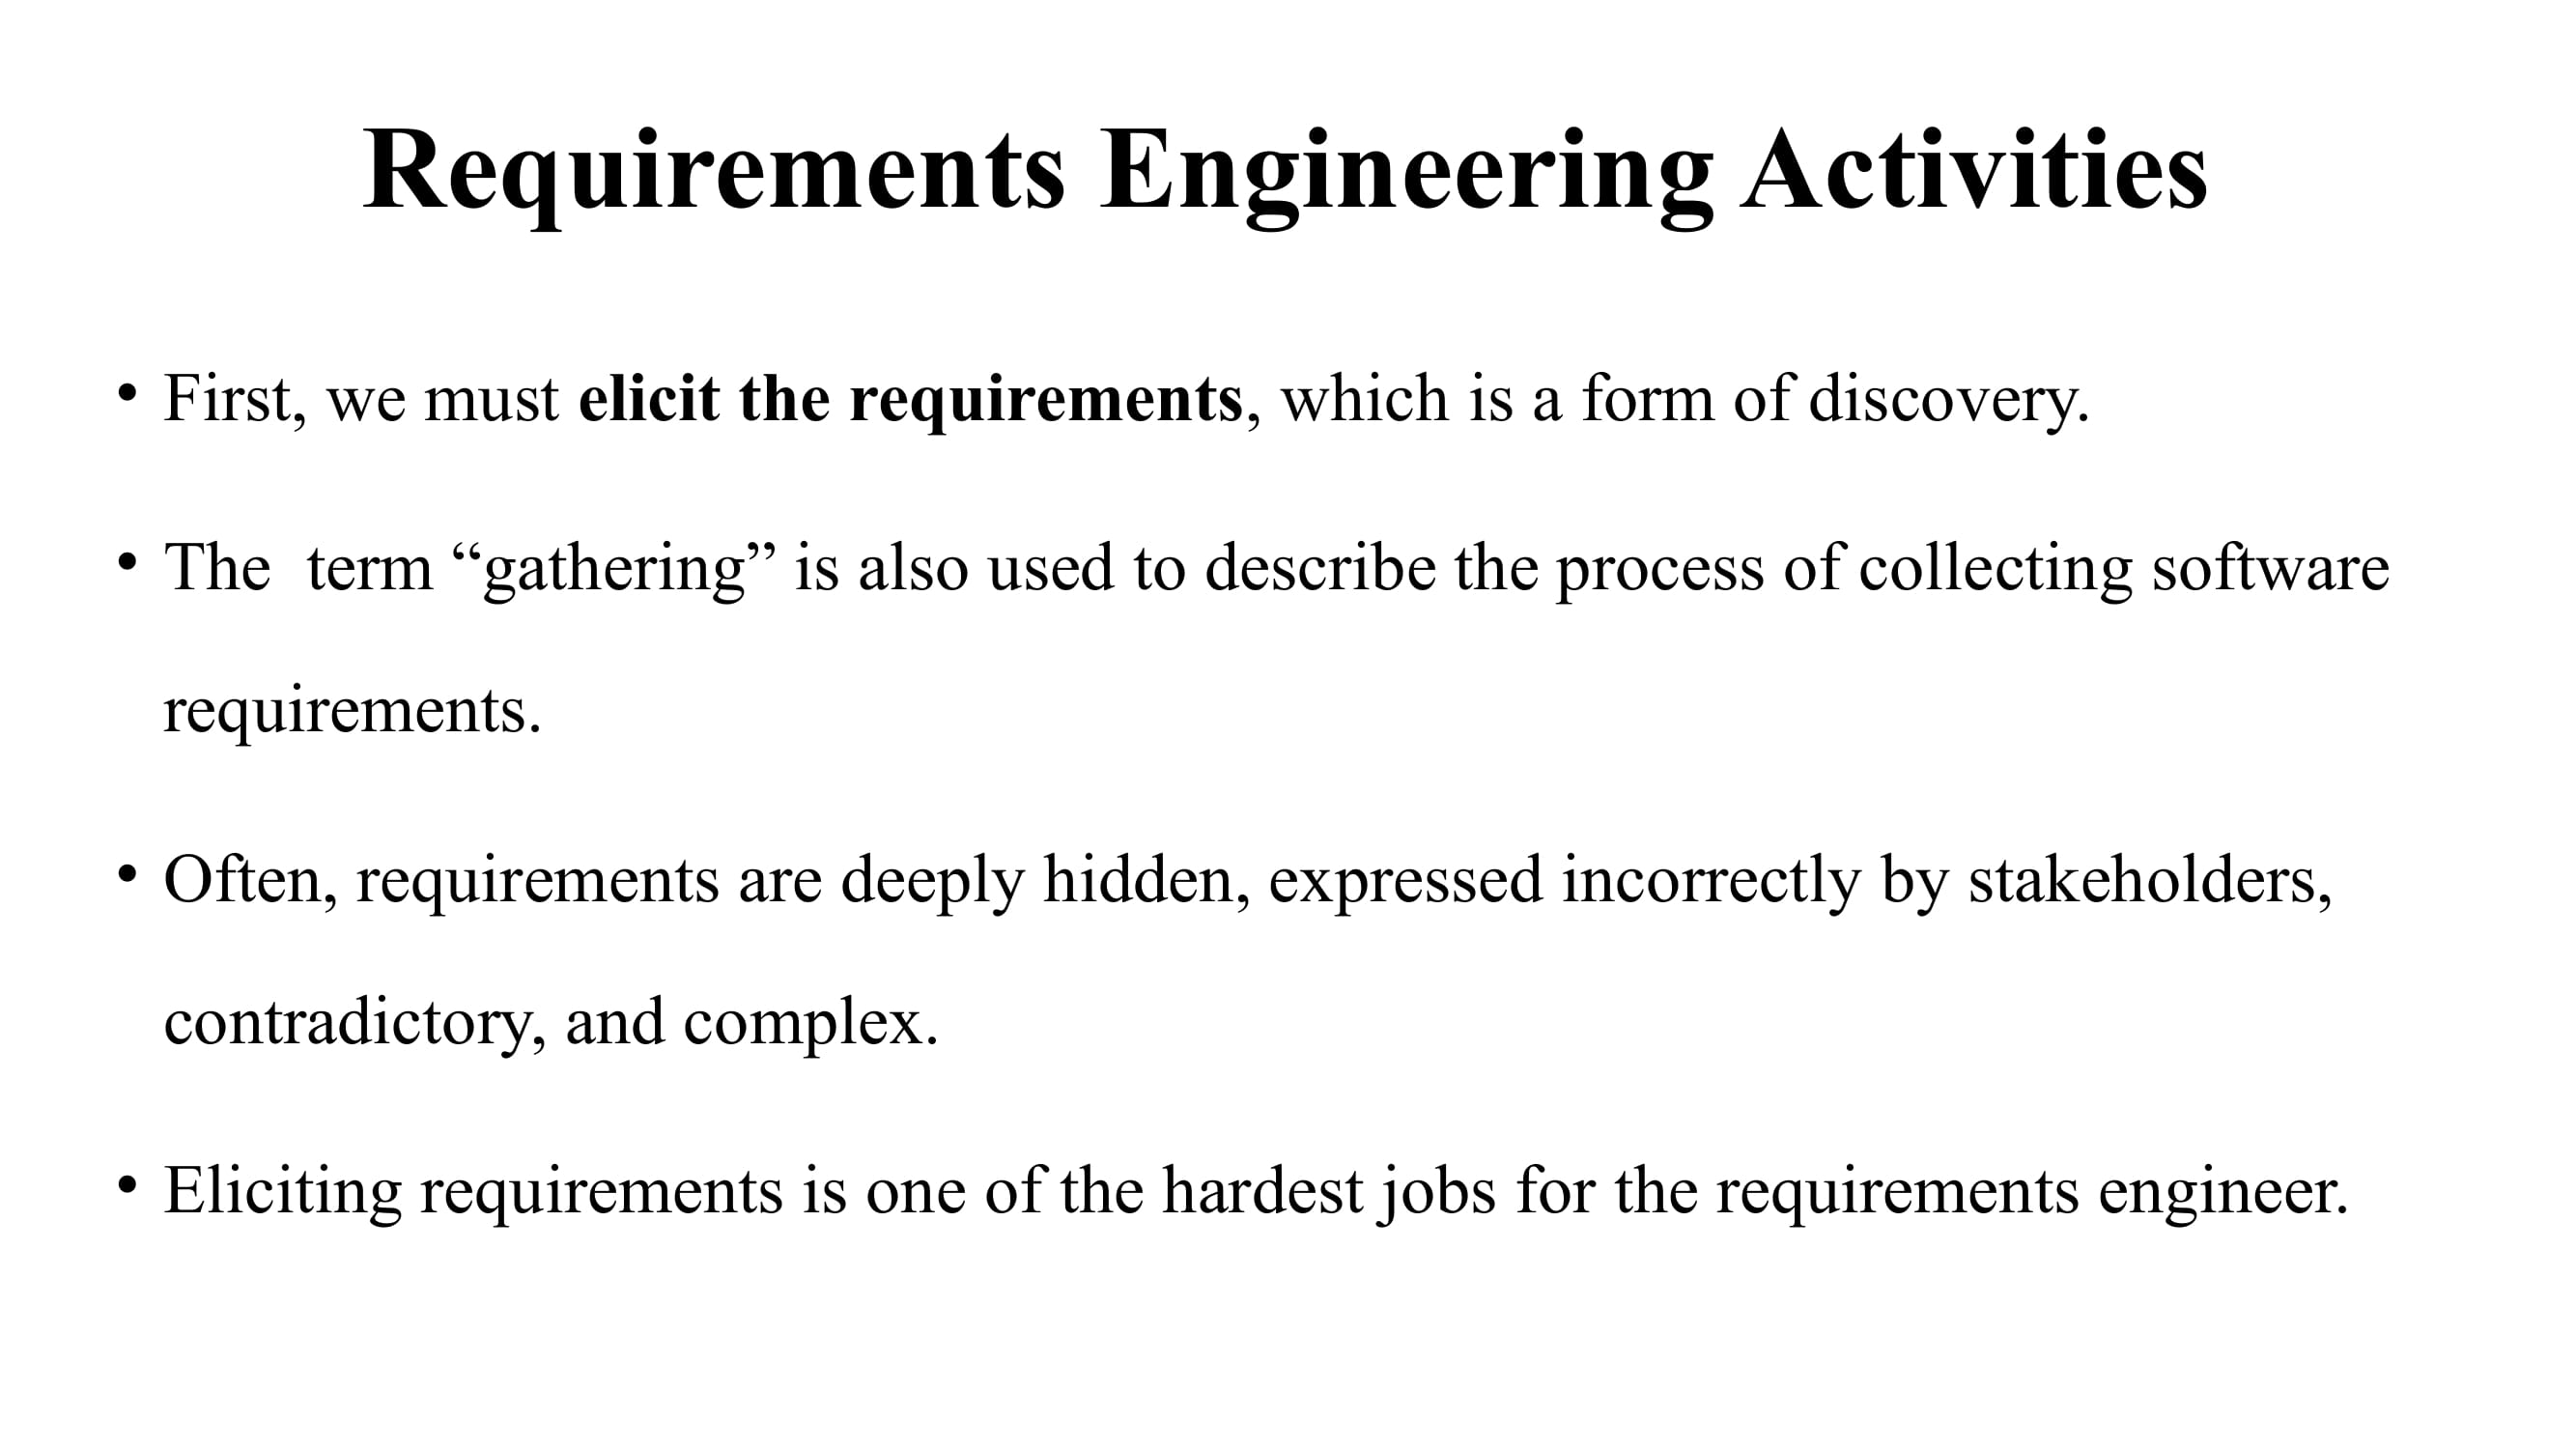 Requirements Engineering Activities
• First, we must elicit the requirements, which is a form of discovery.
• The  term “gathering” is also used to describe the process of collecting software
requirements.
• Often, requirements are deeply hidden, expressed incorrectly by stakeholders,
contradictory, and complex.
• Eliciting requirements is one of the hardest jobs for the requirements engineer.